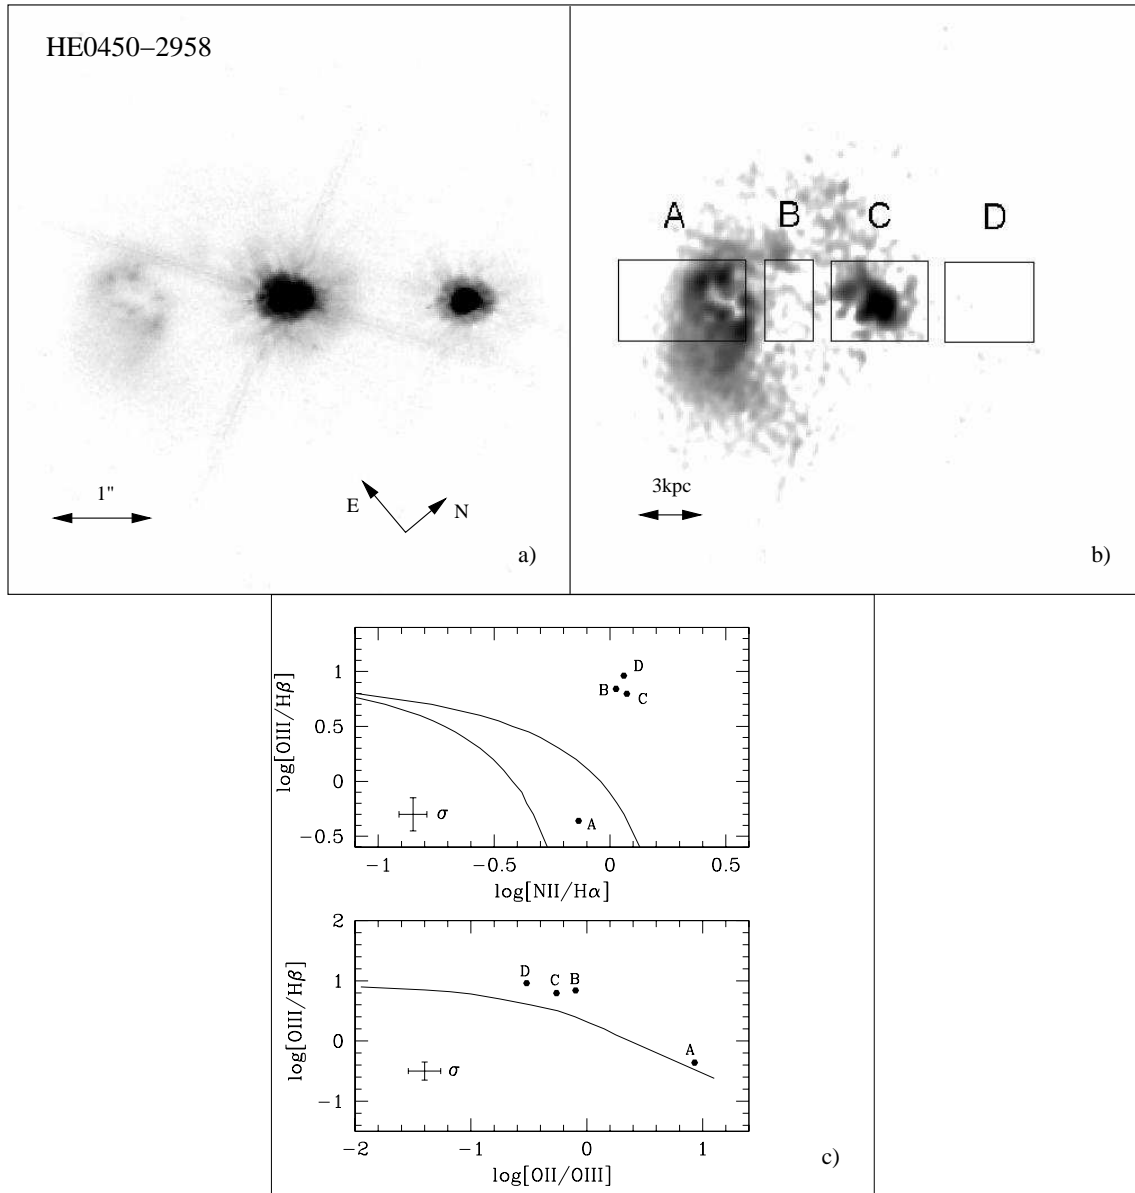 HE0450–2958
A B C D
1"
E
N
a)
3kpc
b)
log[OIII/Hβ]
1
0.5
0
−0.5
D
B
C
A
σ
−1 −0.5 0 0.5
log[NII/Hα]
log[OIII/Hβ]
2
1
0
−1
D C B
A
σ
−2 −1 0 1
log[OII/OIII]
c)